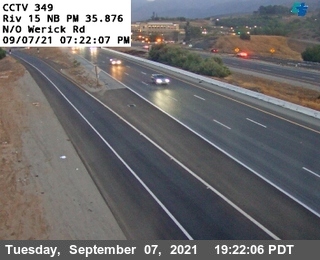 CCTV 349
Riv 15 NB PM 35.876
N/O Werick Rd
09/07/21 07:22:07 PM
Tuesday, September 07, 2021 19:22:06 PDT